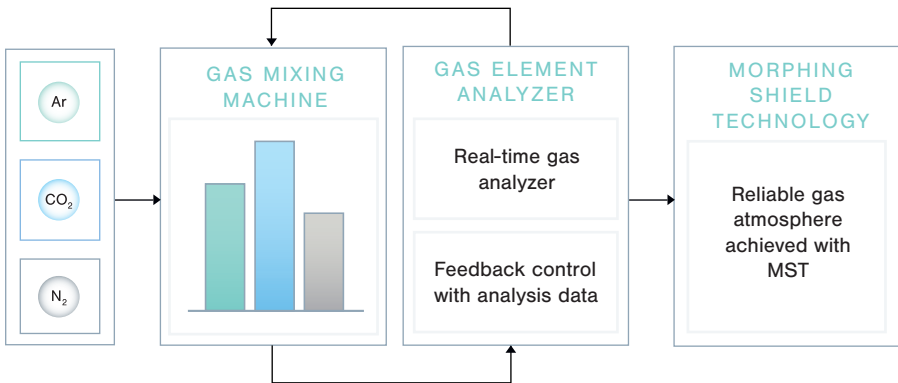 Ar
CO₂
N₂
GAS MIXING
MACHINE
GAS ELEMENT
ANALYZER
Real-time gas
analyzer
Feedback control
with analysis data
MORPHING
SHIELD
TECHNOLOGY
Reliable gas
atmosphere
achieved with
MST